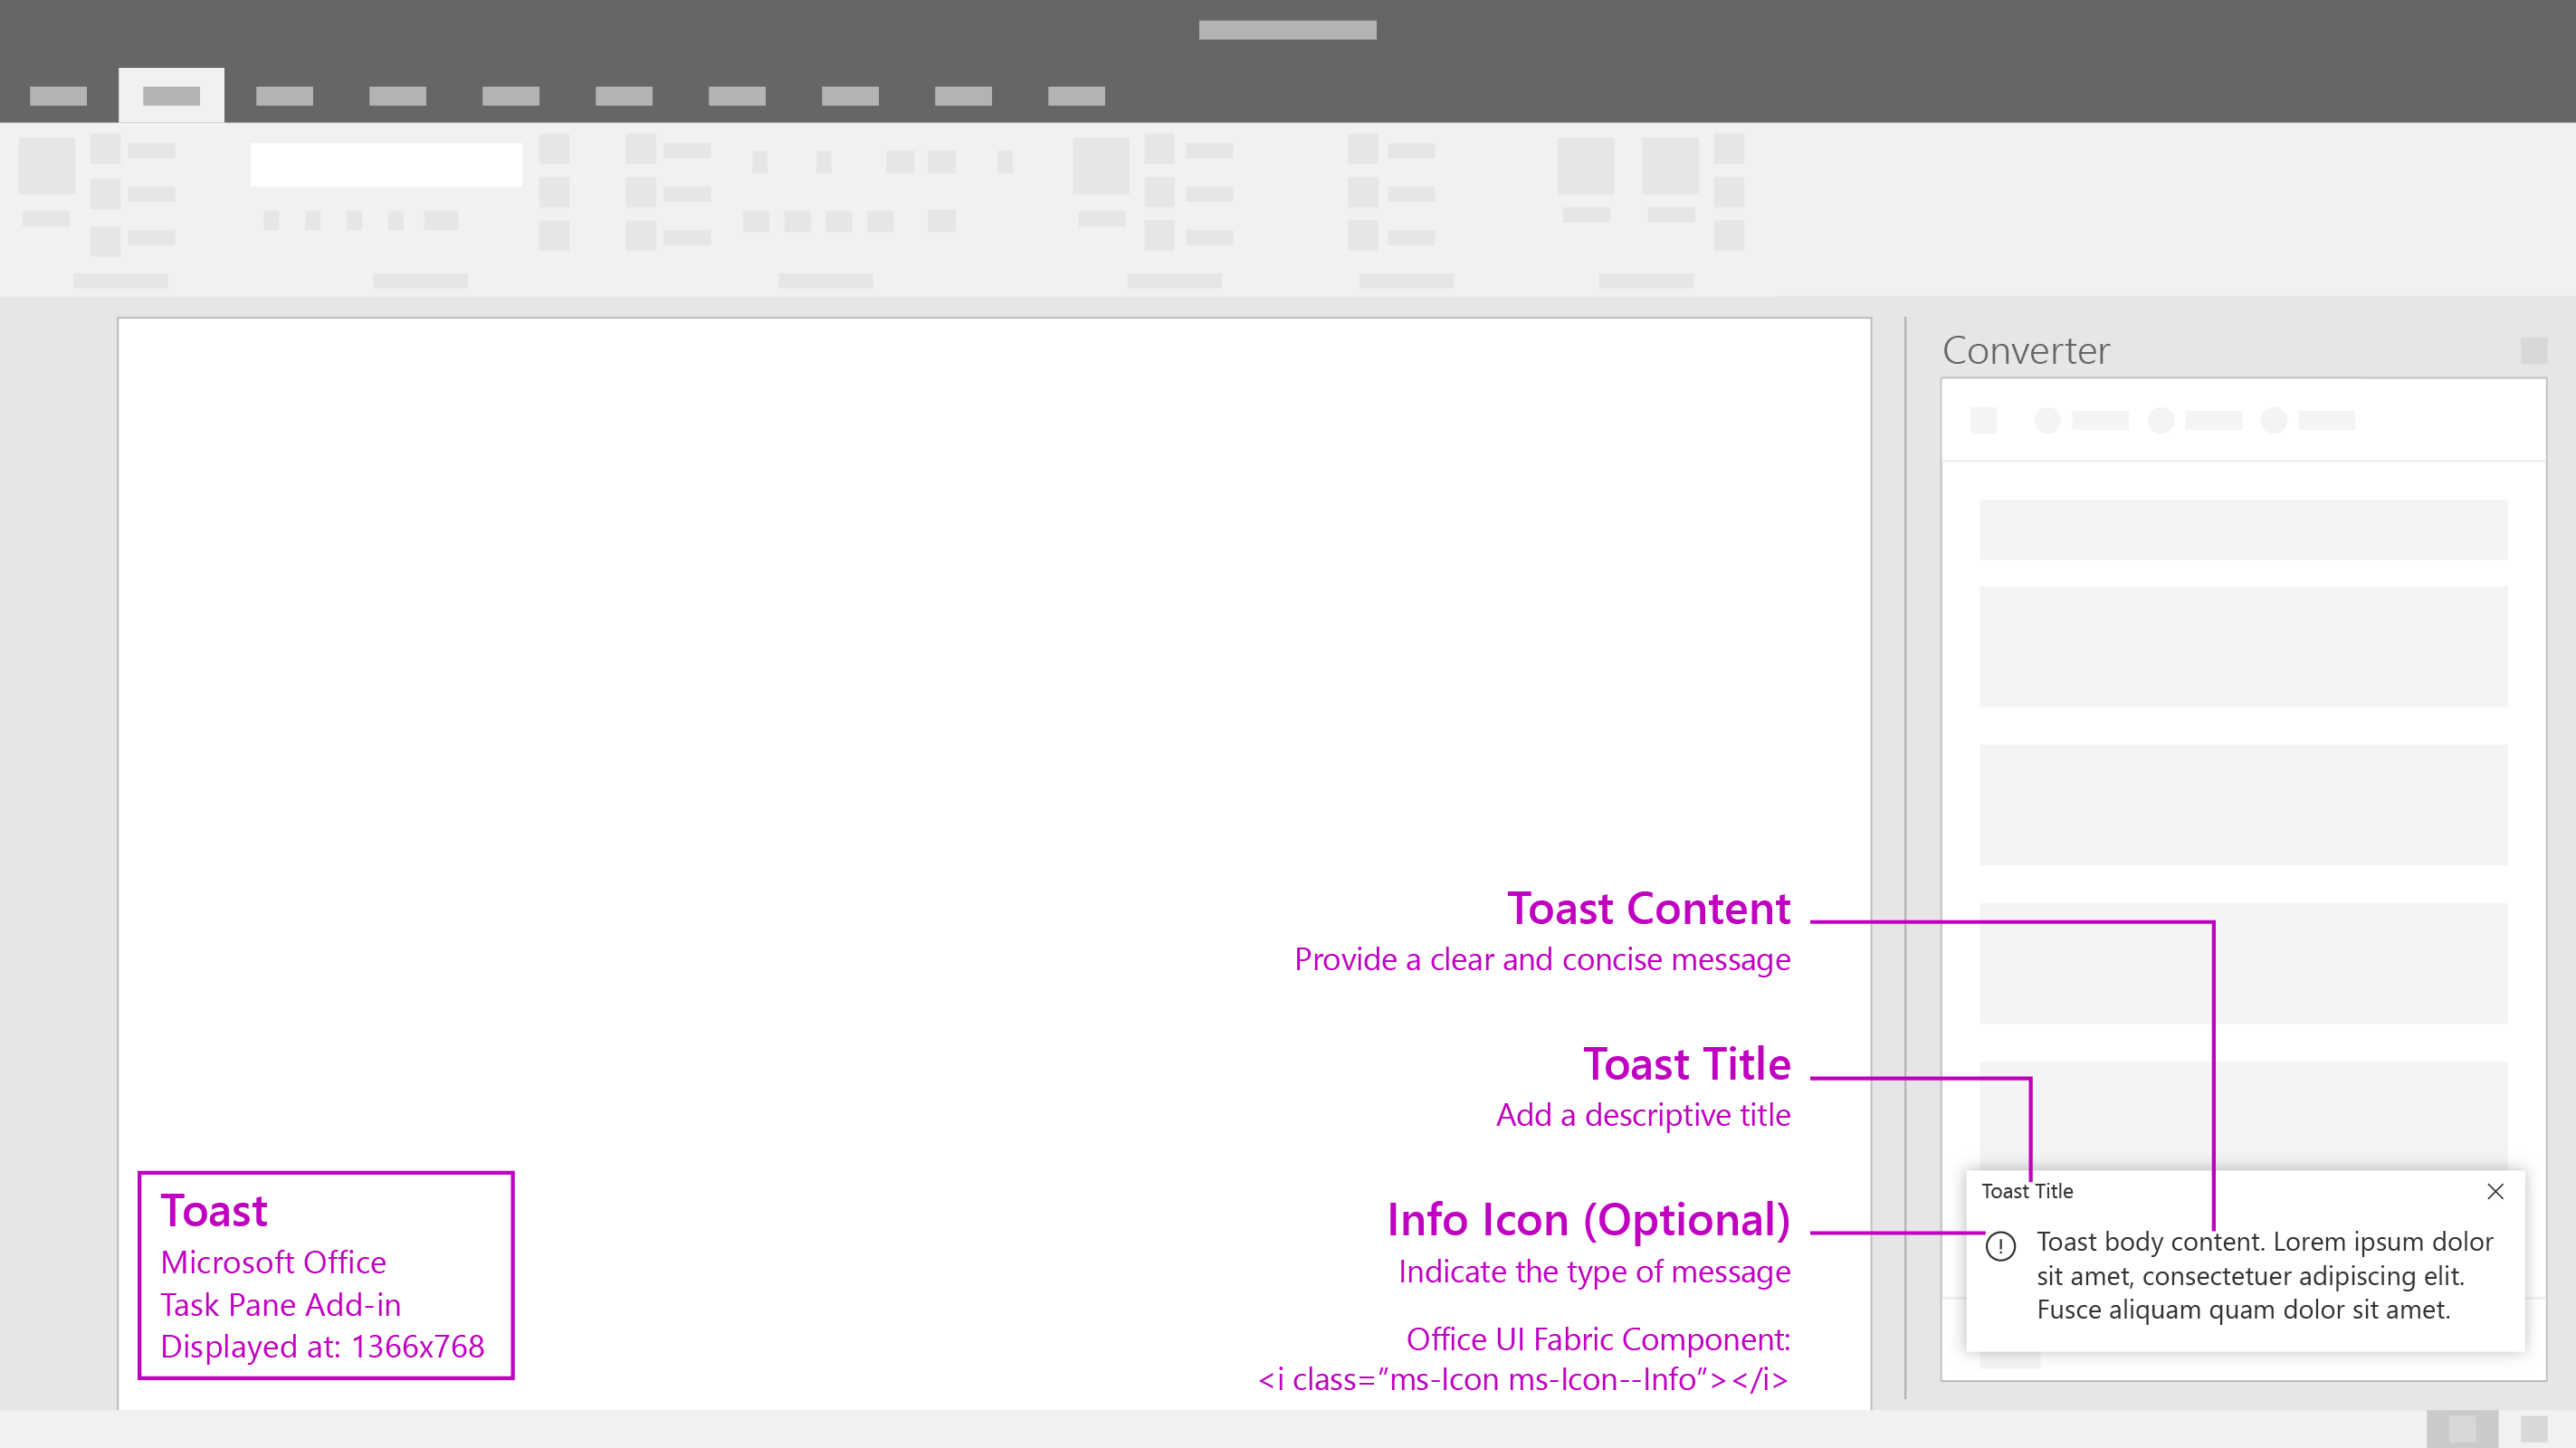 Converter
Toast Content
Provide a clear and concise message
Toast Title
Add a descriptive title
Info Icon (Optional)
Indicate the type of message
Office UI Fabric Component:
<i class=”ms-Icon ms-Icon--Info”></i>
Toast
Microsoft Office
Task Pane Add-in
Displayed at: 1366x768
Toast Title
Toast body content. Lorem ipsum dolor
sit amet, consectetuer adipiscing elit.
Fusce aliquam quam dolor sit amet.